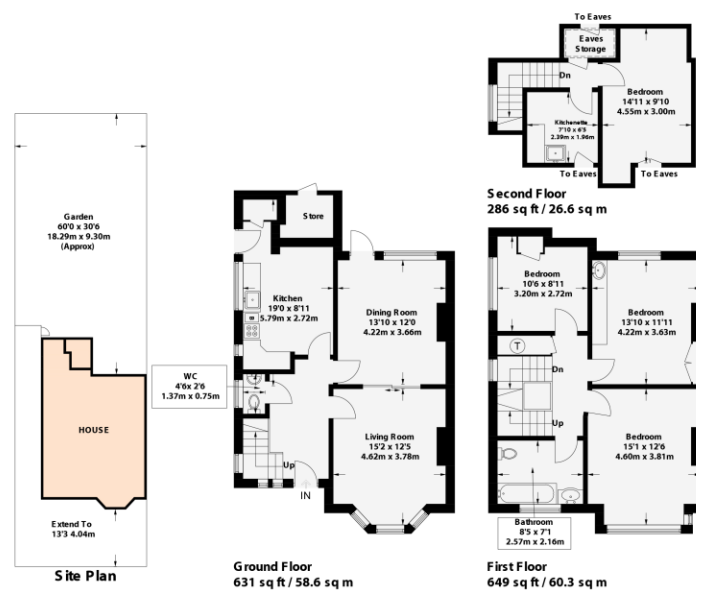 To Eaves
Eaves
Storage
Dn
Bedroom
14'11 x 9'10
4.55m x 3.00m
Kitchenette
7'10 x 6'5
2.39m x 1.96m
To Eaves
To Eaves
Second Floor
286 sq ft / 26.6 sq m
Garden
60'0 x 30'6
18.29m x 9.30m
(Approx)
HOUSE
Extend To
13'3 4.04m
Site Plan
Store
Kitchen
19'0 x 8'11
5.79m x 2.72m
Dining Room
13'10 x 12'0
4.22m x 3.66m
WC
4'6x 2'6
1.37m x 0.75m
Living Room
15'2 x 12'5
4.62m x 3.78m
Up
IN
Ground Floor
631 sq ft / 58.6 sq m
Bedroom
10'6 x 8'11
3.20m x 2.72m
Bedroom
13'10 x 11'11
4.22m x 3.63m
T
Dn
Up
Bedroom
15'1 x 12'6
4.60m x 3.81m
Bathroom
8'5 x 7'1
2.57m x 2.16m
First Floor
649 sq ft / 60.3 sq m